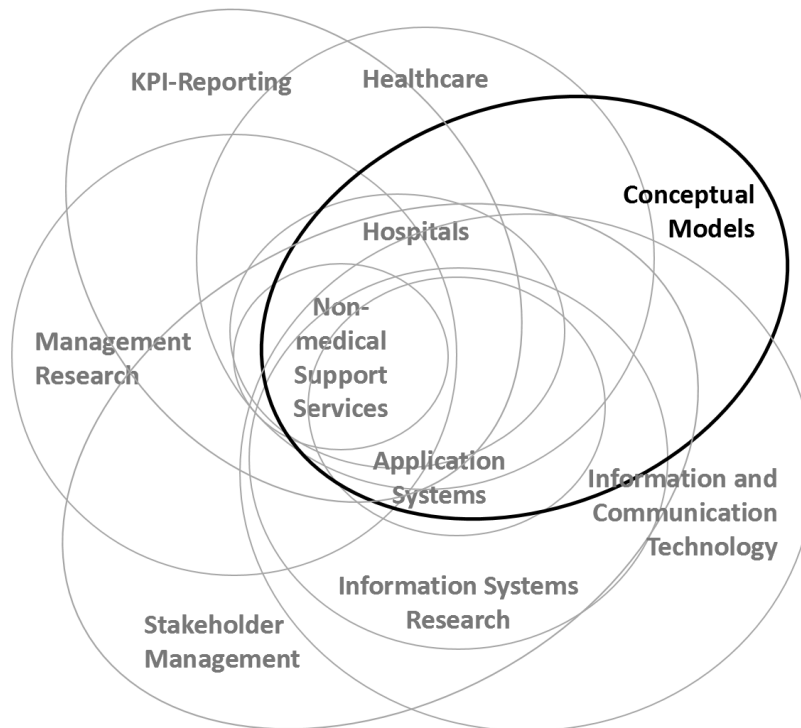 KPI-Reporting
Healthcare
Conceptual
Models
Hospitals
Non-
medical
Support
Services
Management
Research
Application
Systems
Information and
Communication
Technology
Information Systems
Research
Stakeholder
Management